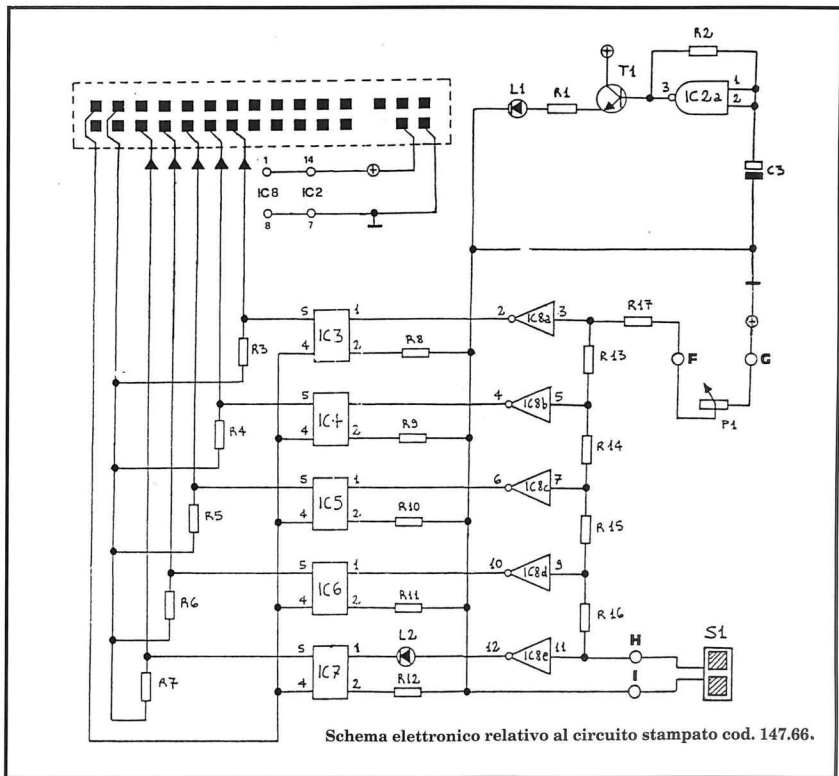 R2
T1
L1
R1
3
IC2a
1
2
C3
1
14
IC8
IC2
8
7
5
IC3
1
2
IC8a
3
R17
R3
4
2
R8
R13
F
G
P1
5
IC4
1
4
IC8b
5
R4
4
2
R9
R14
5
IC5
1
6
IC8c
7
R5
4
2
R10
R15
5
IC6
1
10
IC8d
9
R6
4
2
R11
R16
L2
5
IC7
1
12
IC8e
11
H
S1
R7
4
2
R12
I
Schema elettronico relativo al circuito stampato cod. 147.66.